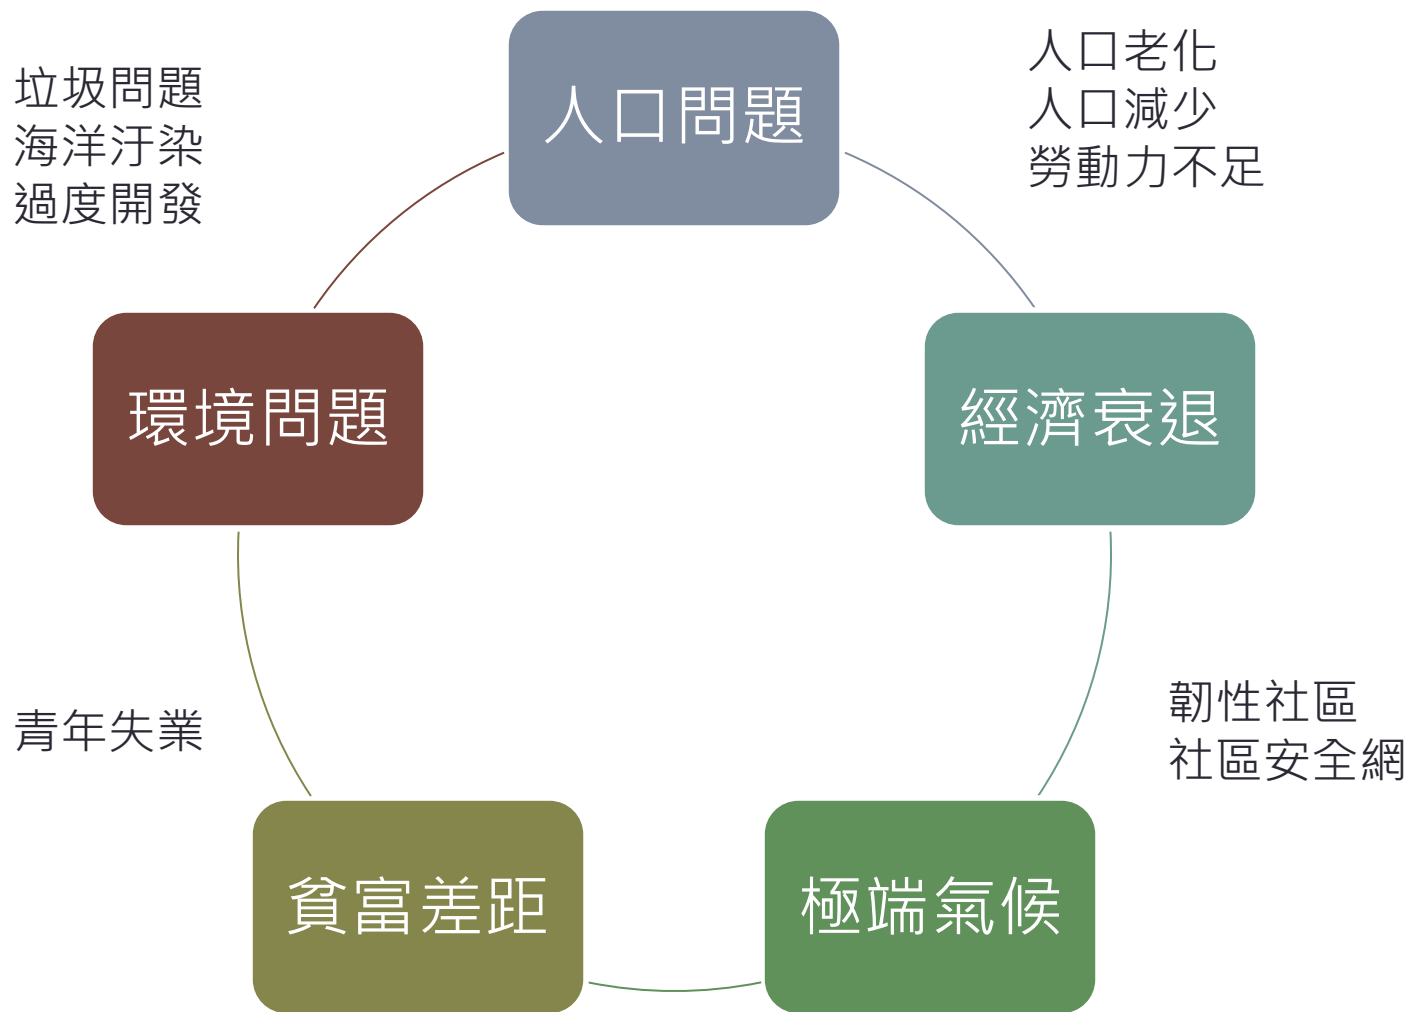 人口問題
人口老化
人口減少
勞動力不足
經濟衰退
韌性社區
社區安全網
極端氣候
貧富差距
青年失業
環境問題
垃圾問題
海洋汙染
過度開發